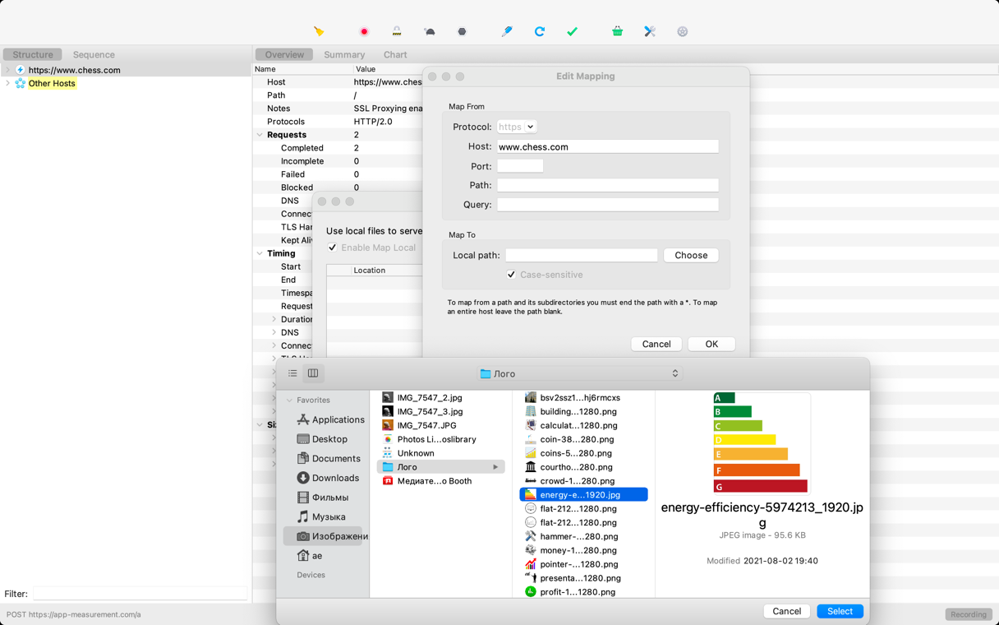 Structure
Sequence
https://www.chess.com
Other Hosts
Filter:
POST https://app-measurement.com/a
Recording
Overview
Summary
Chart
Name
Value
Host
https://www.ches
Path
/
Notes
SSL Proxying ena
Protocols
HTTP/2.0
Requests
2
Completed
2
Incomplete
0
Failed
0
Blocked
0
DNS
Connec
TLS Har
Kept Aliv
Timing
Start
End
Timespa
Request
Duration
DNS
Connec
TLS Ha
Siz
Use local files to serve
Enable Map Local
Location
Edit Mapping
Map From
Protocol:
https
Host:
www.chess.com
Port:
Path:
Query:
Map To
Local path:
Choose
Case-sensitive
To map from a path and its subdirectories you must end the path with a *. To map
an entire host leave the path blank.
Cancel
OK
Лого
Favorites
Applications
Desktop
Documents
Downloads
Фильмы
Музыка
Изображени
ae
Devices
IMG_7547_2.jpg
IMG_7547_3.jpg
IMG_7547.JPG
Photos Li...oslibrary
Unknown
Лого
Медиате...o Booth
bsv2ssz1...hj6rmcxs
building...1280.png
calculat...1280.png
coin-38...280.png
coins-5...280.png
courtho...280.png
crowd-1...280.png
energy-e...1920.jpg
flat-212...1280.png
flat-212...1280.png
hammer-...280.png
money-1...280.png
pointer-...1280.png
presenta...1280.png
profit-1...1280.png
A
B
C
D
E
F
G
energy-efficiency-5974213_1920.jp
g
JPEG image - 95.6 KB
Modified 2021-08-02 19:40
Cancel
Select